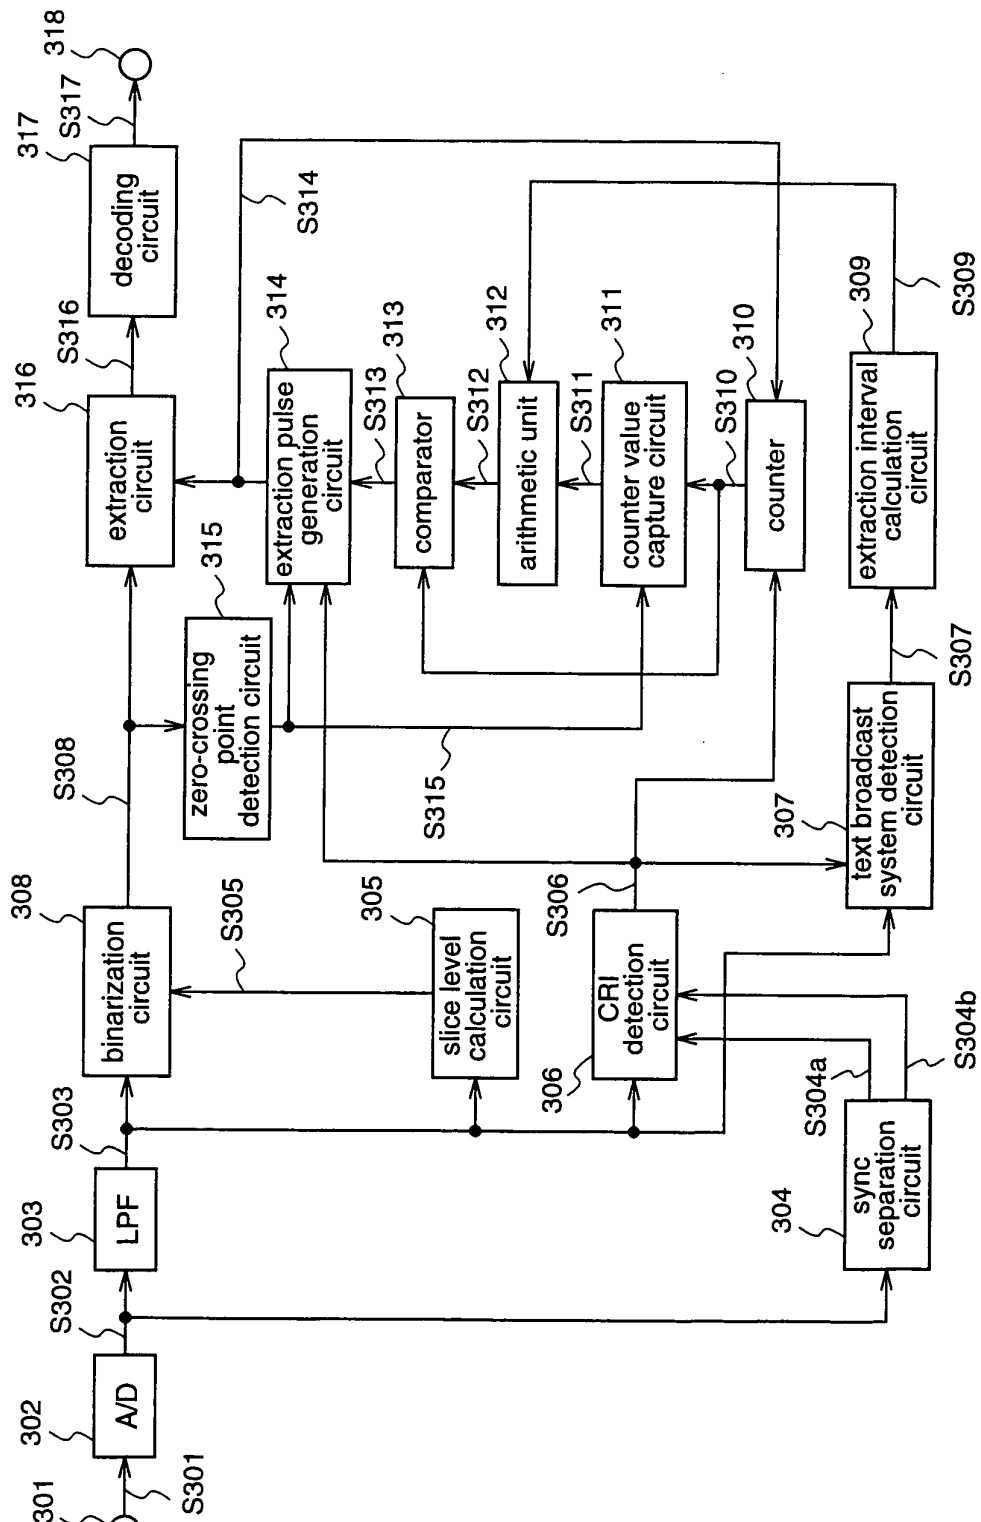 301
S301
302
A/D
S302
303
LPF
S303
308
binarization
circuit
S308
316
extraction
circuit
S316
317
decoding
circuit
S317
318
315
zero-crossing
point
detection circuit
S315
S305
305
slice level
calculation
circuit
314
extraction pulse
generation
circuit
S314
S313
313
comparator
S312
312
arithmetic unit
S311
311
counter value
capture circuit
S310
310
counter
306
CRI
detection
circuit
S306
S304a
S304b
304
sync
separation
circuit
307
text broadcast
system detection
circuit
S307
309
extraction interval
calculation
circuit
S309